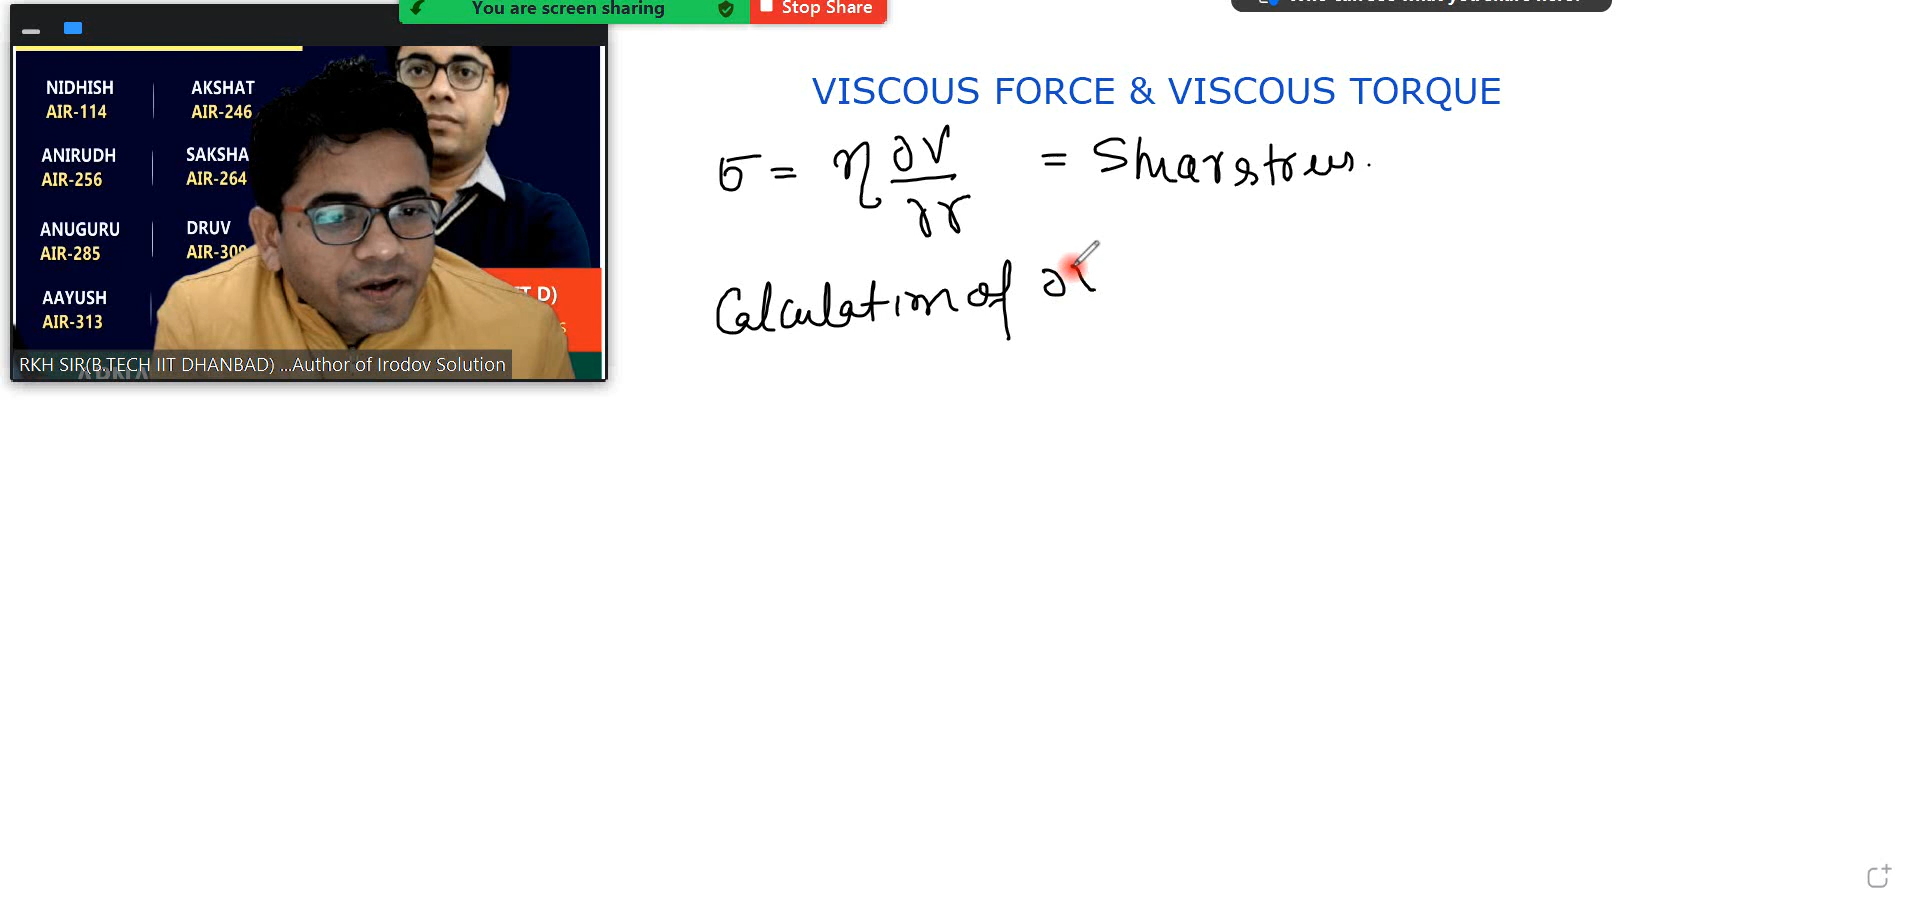 You are screen sharing
Stop Share
NIDHISH AKSHAT
AIR-114 AIR-246
ANIRUDH SAKSHA
AIR-256 AIR-264
ANUGURU DRUV
AIR-285 AIR-309
AAYUSH
AIR-313
T D)
RKH SIR(B.TECH IIT DHANBAD) ...Author of Irodov Solution
VISCOUS FORCE & VISCOUS TORQUE
σ = η ∂V/∂r = Shear stress.
Calculation of ∂